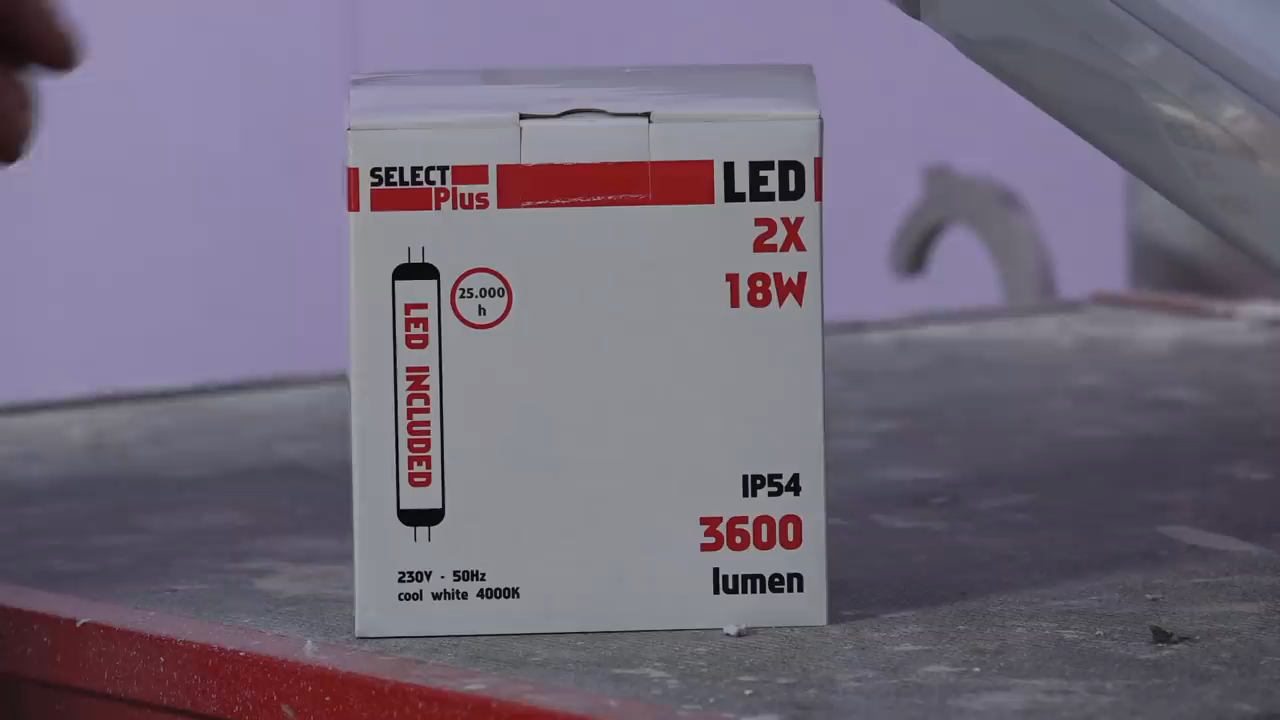 SELECT
Plus
LED
2X
18W
25.000
h
LED INCLUDED
IP54
3600
lumen
230V - 50Hz
cool white 4000K